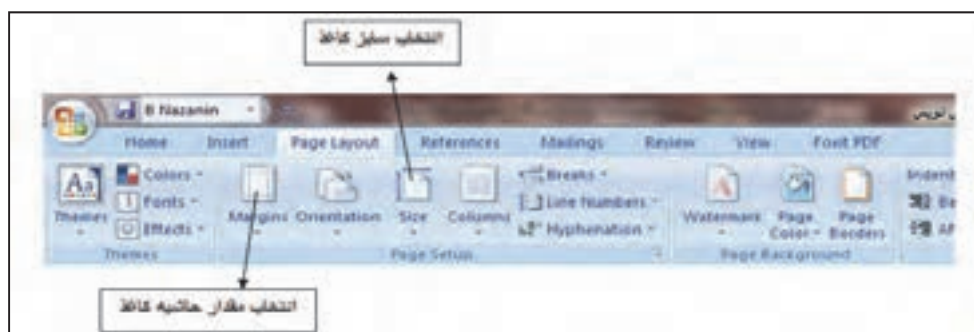 انتخاب سایز کاغذ
B Nazanin
Home Insert Page Layout References Mailings Review View Foxit PDF
Themes Colors Fonts Effects
Margins Orientation Size Columns
Breaks
Line Numbers
Hyphenation
Watermark Page Color Page Borders
Indent
Themes Page Setup Page Background
انتخاب مقدار حاشیه کاغذ